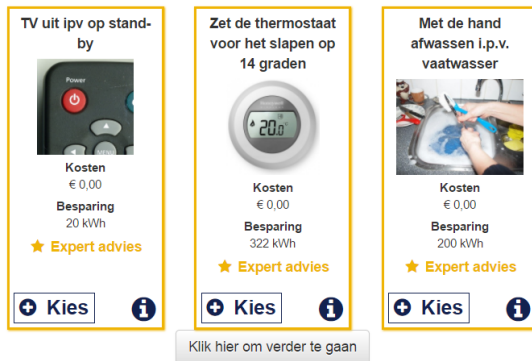 TV uit ipv op stand-
by
Power
MENU
Kosten
€ 0,00
Besparing
20 kWh
Expert advies
Kies
Zet de thermostaat
voor het slapen op
14 graden
Honeywell
20.0
Kosten
€ 0,00
Besparing
322 kWh
Expert advies
Kies
Met de hand
afwassen i.p.v.
vaatwasser
Kosten
€ 0,00
Besparing
200 kWh
Expert advies
Kies
Klik hier om verder te gaan